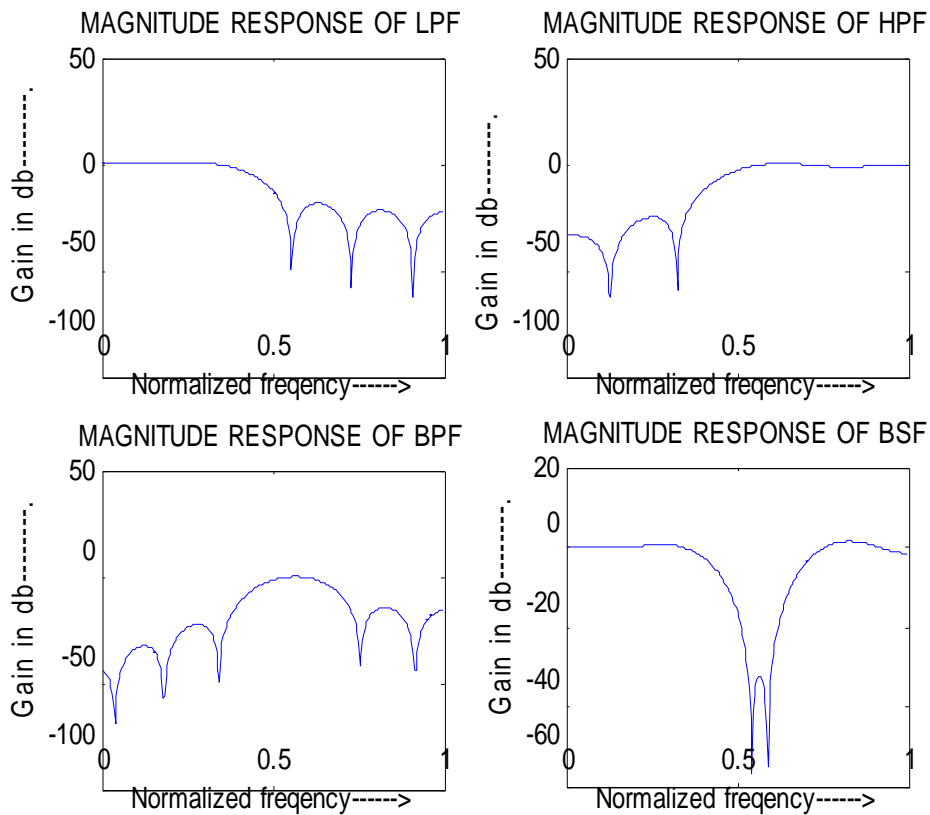 MAGNITUDE RESPONSE OF LPF
50
0
-50
-100
0
0.5
1
Gain in db----------.
Normalized freqency------>
MAGNITUDE RESPONSE OF HPF
50
0
-50
-100
0
0.5
1
Gain in db----------.
Normalized freqency------>
MAGNITUDE RESPONSE OF BPF
50
0
-50
-100
0
0.5
1
Gain in db----------.
Normalized freqency------>
MAGNITUDE RESPONSE OF BSF
20
0
-20
-40
-60
0
0.5
1
Gain in db----------.
Normalized freqency------>